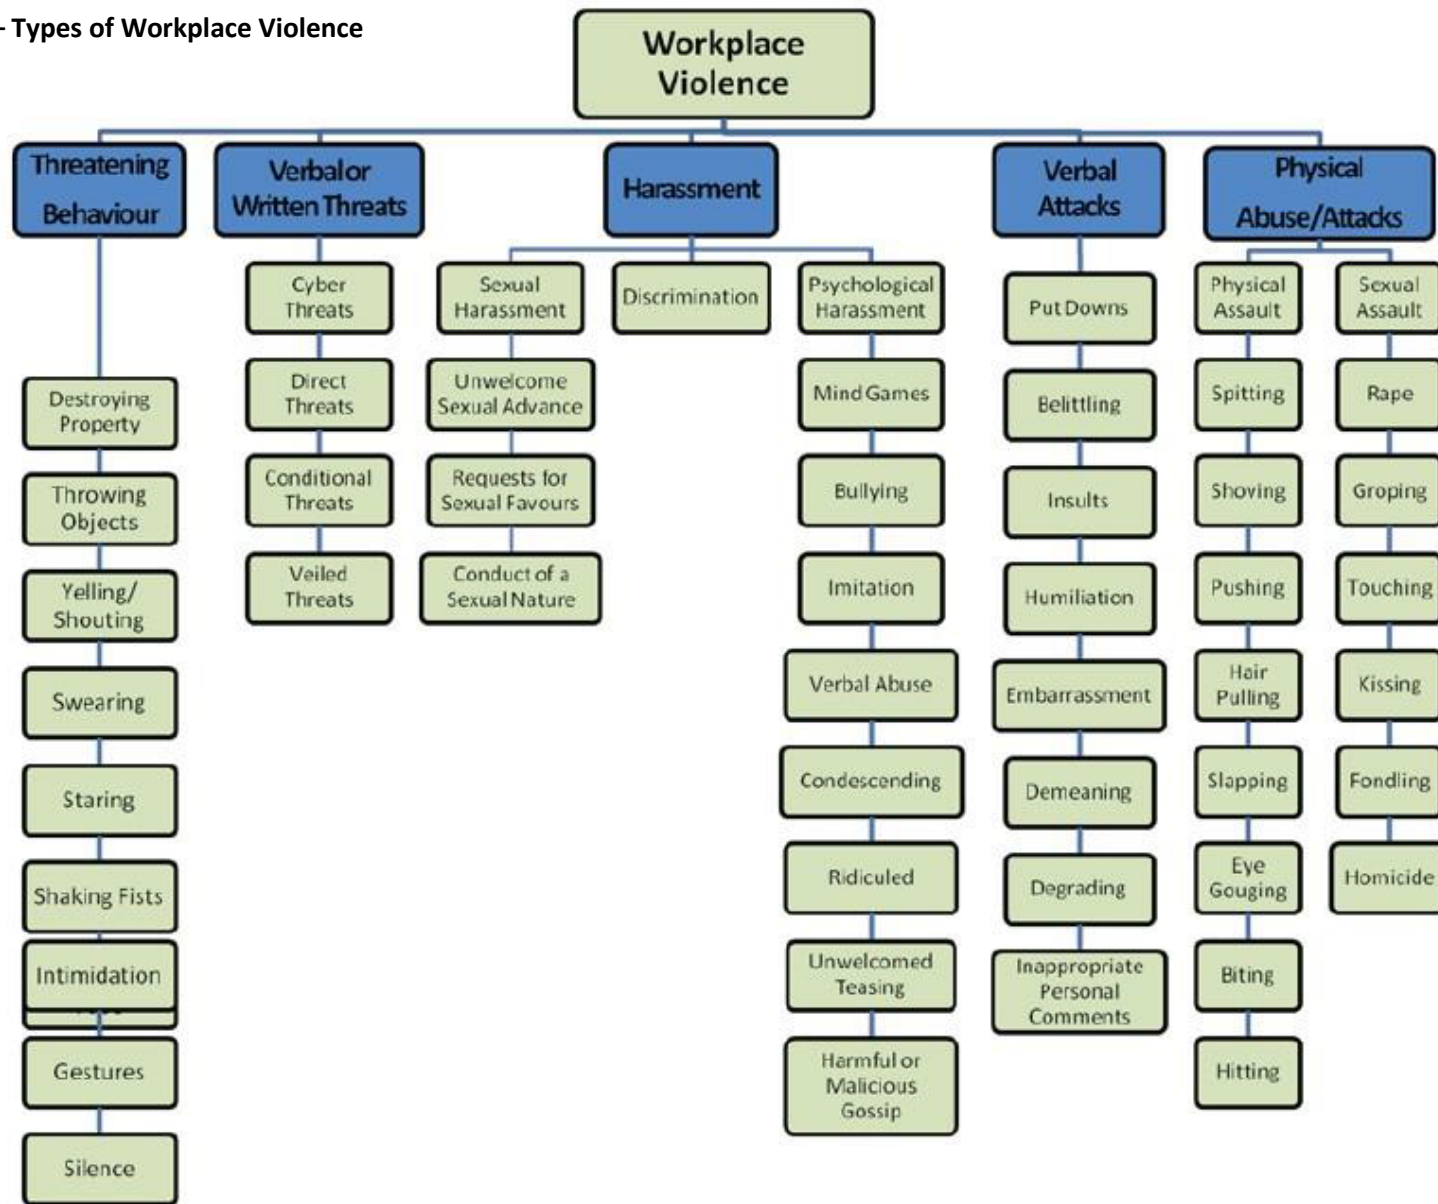 - Types of Workplace Violence
Workplace
Violence
Threatening
Behaviour
Destroying
Property
Throwing
Objects
Yelling/
Shouting
Swearing
Staring
Shaking Fists
Intimidation
Gestures
Silence
Verbalor
Written Threats
Cyber
Threats
Direct
Threats
Conditional
Threats
Veiled
Threats
Harassment
Sexual
Harassment
Unwelcome
Sexual Advance
Requests for
Sexual Favours
Conduct of a
Sexual Nature
Discrimination
Psychological
Harassment
Mind Games
Bullying
Imitation
Verbal Abuse
Condescending
Ridiculed
Unwelcomed
Teasing
Harmful or
Malicious
Gossip
Verbal
Attacks
Put Downs
Belittling
Insults
Humiliation
Embarrassment
Demeaning
Degrading
Inappropriate
Personal
Comments
Physical
Abuse/Attacks
Physical
Assault
Spitting
Shoving
Pushing
Hair
Pulling
Slapping
Eye
Gouging
Biting
Hitting
Sexual
Assault
Rape
Groping
Touching
Kissing
Fondling
Homicide